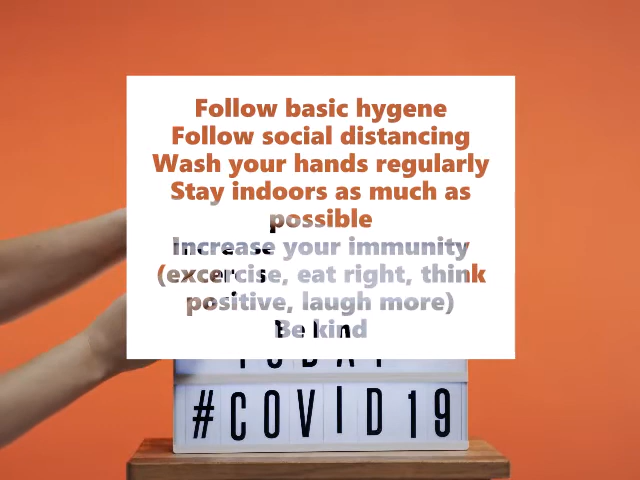 Follow basic hygene
Follow social distancing
Wash your hands regularly
Stay indoors as much as
possible
Increase your immunity
(excercise, eat right, think
positive, laugh more)
Be kind
TODAY
#COVID19